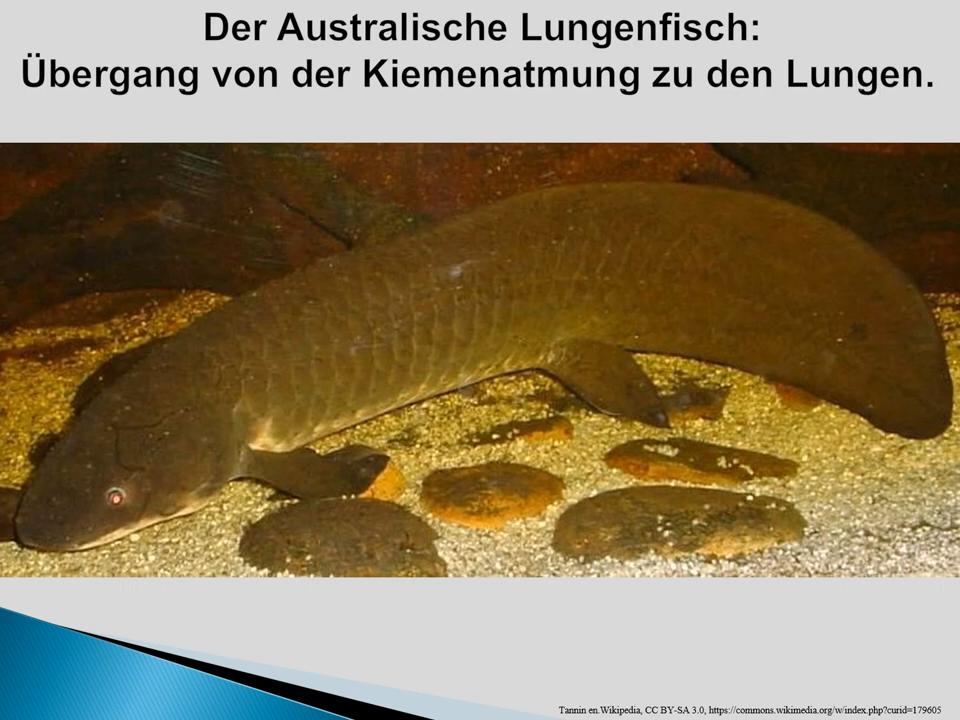 Der Australische Lungenfisch:
Übergang von der Kiemenatmung zu den Lungen.
Tannin en.Wikipedia, CC BY-SA 3.0, https://commons.wikimedia.org/w/index.php?curid=179605